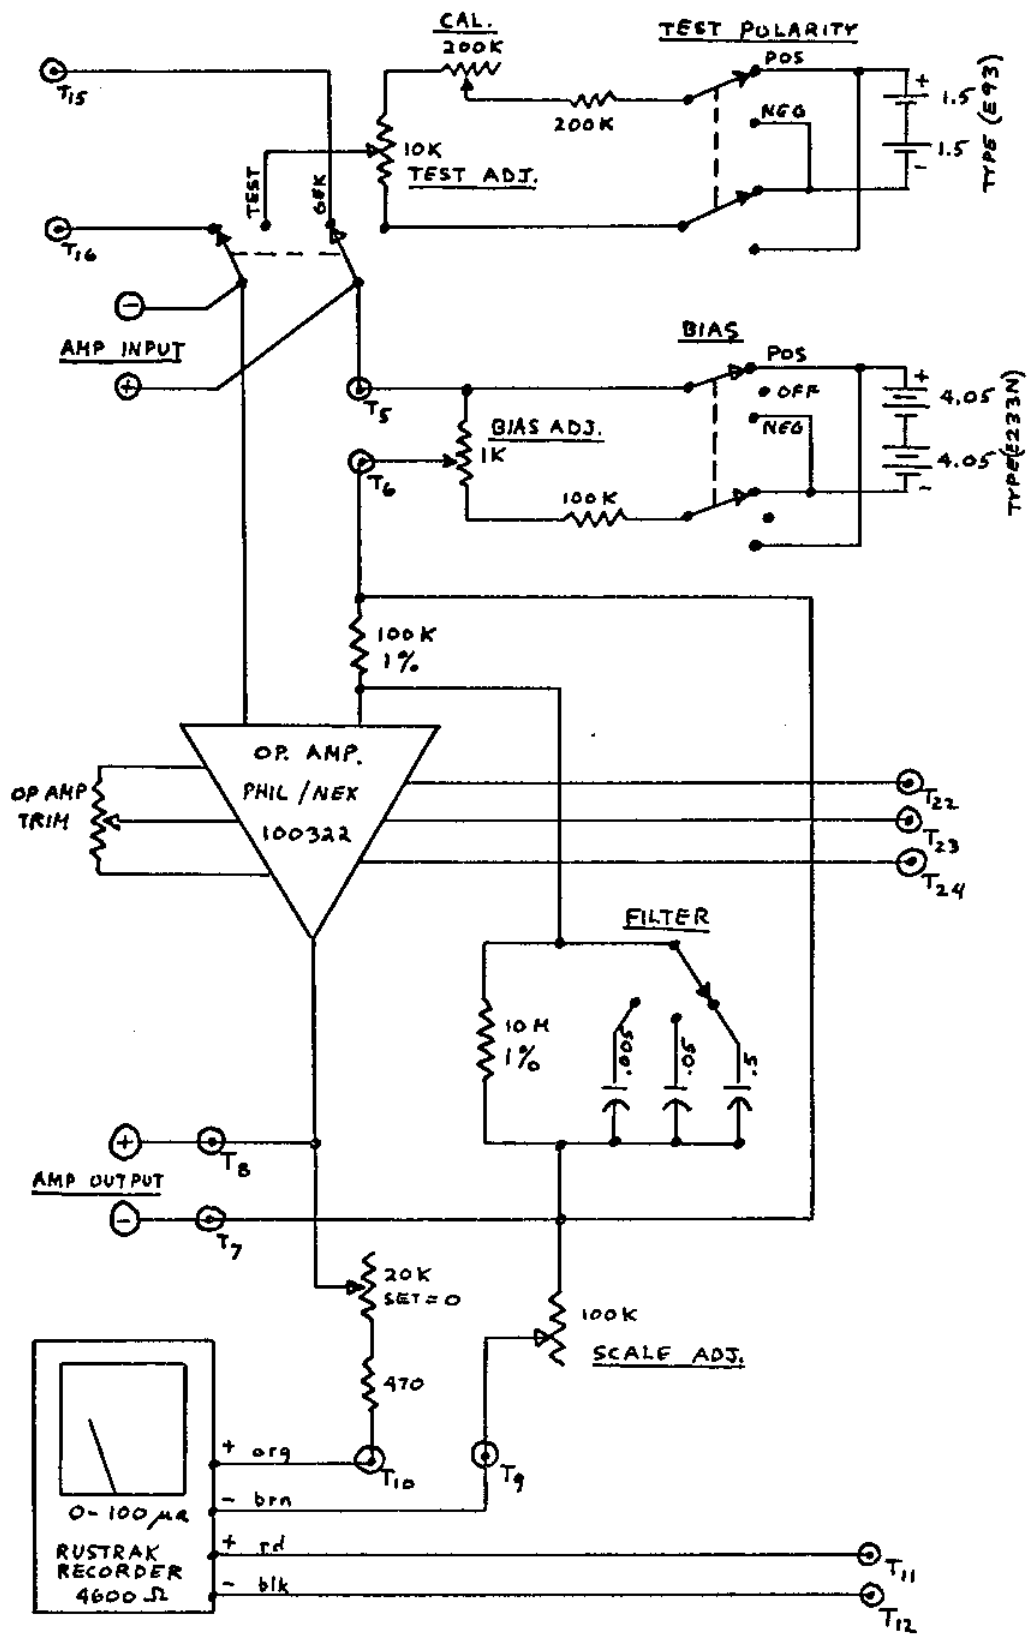 CAL.
200K
TEST POLARITY
POS
T15
200K
NEG
+
1.5
1.5
-
TYPE (E93)
10K
TEST ADJ.
TEST
GFK
T16
-
AMP INPUT
+
T5
BIAS
POS
OFF
NEG
+
4.05
4.05
-
TYPE(E233N)
BIAS ADJ.
1K
T6
100K
100K
1%
OP. AMP.
PHIL/NEX
100322
OP AMP
TRIM
T22
T23
T24
FILTER
10M
1%
.005
.05
.5
+
T8
AMP OUTPUT
-
T7
20K
SET=0
100K
SCALE ADJ.
470
+ org
T10
T9
- brn
0-100 μa
RUSTRAK
RECORDER
4600 Ω
+ rd
T11
- blk
T12